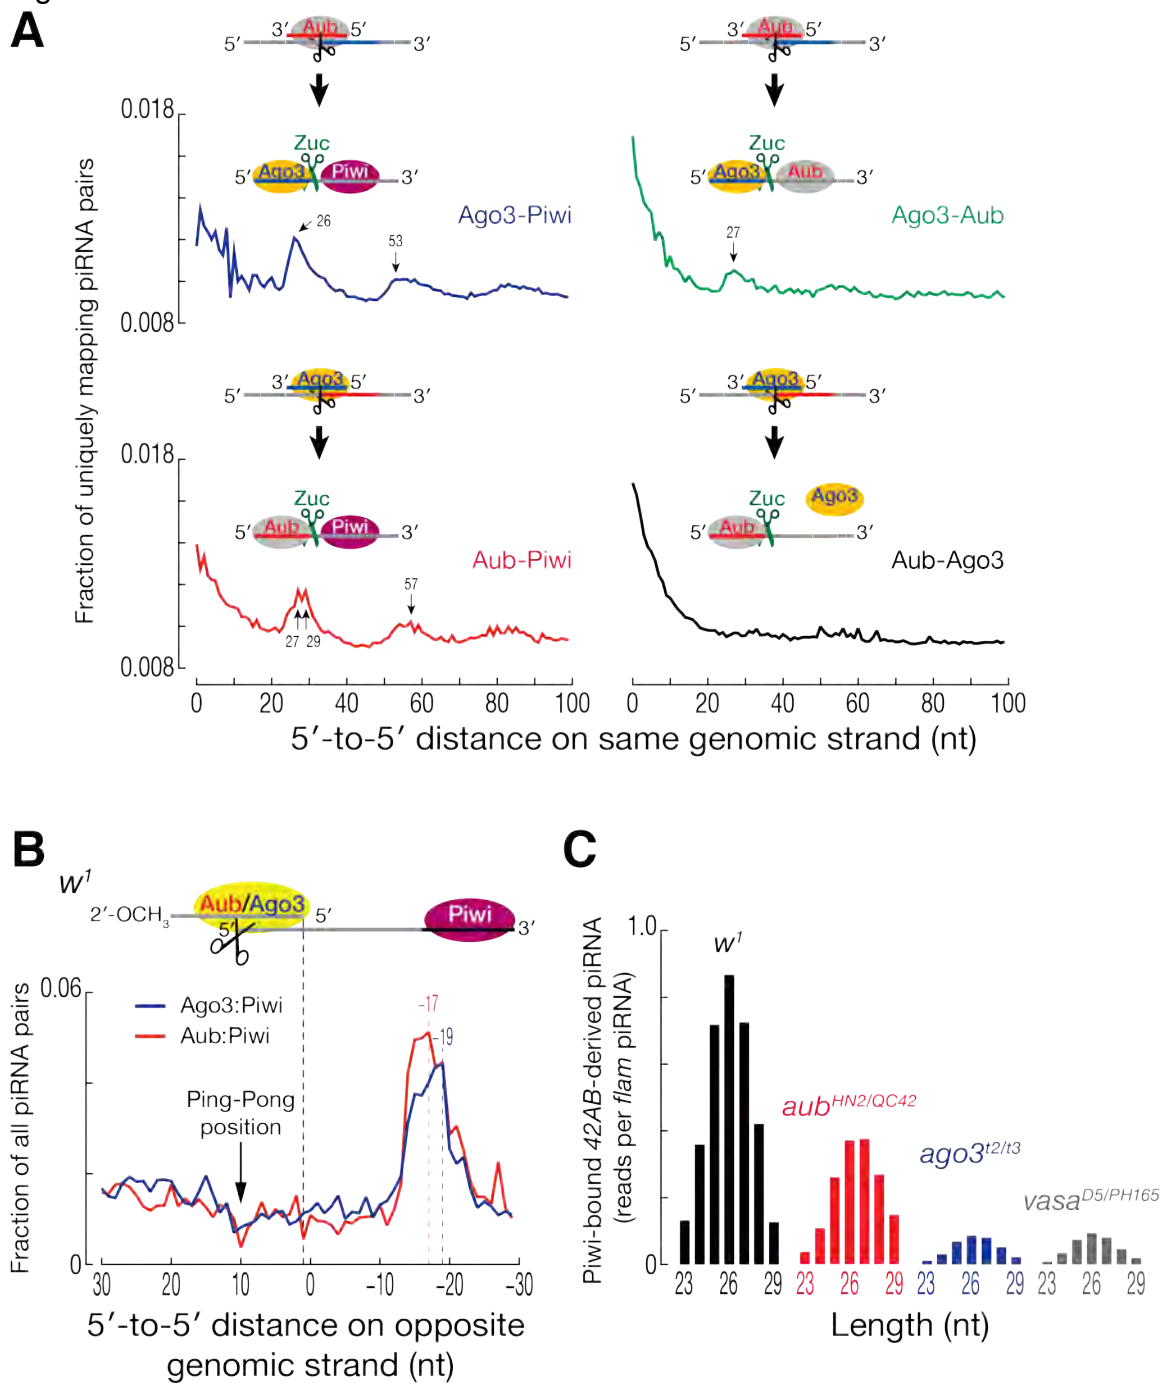 A
3′ Aub 5′
5′ 3′
3′ Aub 5′
5′ 3′
0.018
Zuc
5′ Ago3 Piwi 3′
Ago3-Piwi
26
53
Zuc
5′ Ago3 Aub 3′
Ago3-Aub
27
0.008
3′ Ago3 5′
5′ 3′
3′ Ago3 5′
5′ 3′
0.018
Zuc
5′ Aub Piwi 3′
Aub-Piwi
27 29
57
Zuc
Ago3
5′ Aub 3′
Aub-Ago3
0.008
Fraction of uniquely mapping piRNA pairs
0 20 40 60 80 100
0 20 40 60 80 100
5′-to-5′ distance on same genomic strand (nt)
B
w1
Aub/Ago3
2′-OCH3
5′
5′
Piwi
3′
0.06
Ago3:Piwi
Aub:Piwi
–17
–19
Ping-Pong
position
0
Fraction of all piRNA pairs
30 20 10 0 –10 –20 –30
5′-to-5′ distance on opposite
genomic strand (nt)
C
1.0
w1
aubHN2/QC42
ago3t2/t3
vasaD5/PH165
0
Piwi-bound 42AB-derived piRNA
(reads per flam piRNA)
23 26 29 23 26 29 23 26 29 23 26 29
Length (nt)